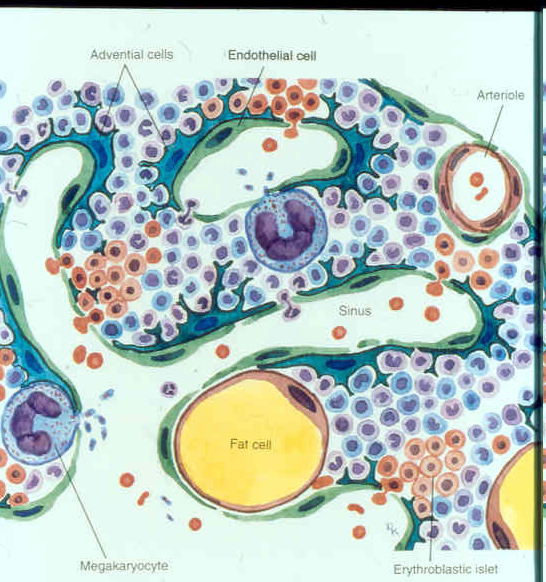 Advential cells
Endothelial cell
Arteriole
Sinus
Fat cell
Megakaryocyte
Erythroblastic islet